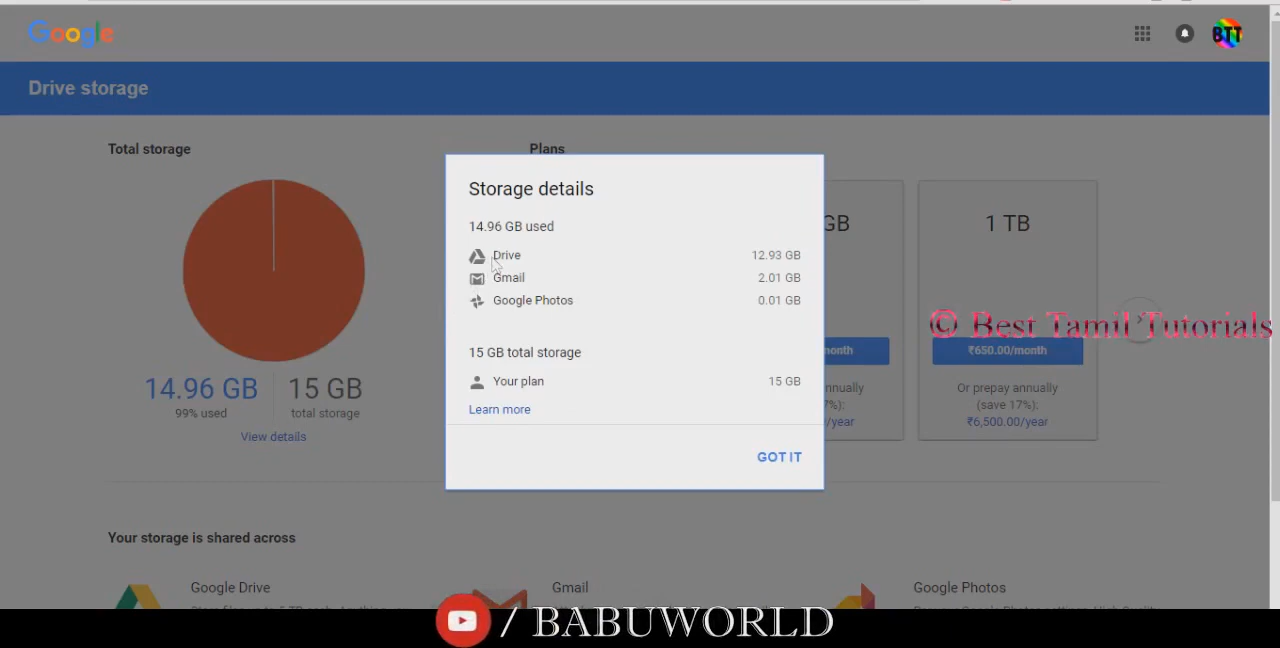 Google
BTT
Drive storage
Total storage
Plans
Storage details
14.96 GB used
Drive 12.93 GB
Gmail 2.01 GB
Google Photos 0.01 GB
15 GB total storage
Your plan 15 GB
Learn more
GOT IT
14.96 GB
99% used
15 GB
total storage
View details
GB
month
nnually
7%):
/year
1 TB
₹650.00/month
Or prepay annually
(save 17%):
₹6,500.00/year
© Best Tamil Tutorials
Your storage is shared across
Google Drive
Gmail
Google Photos
/ BABUWORLD